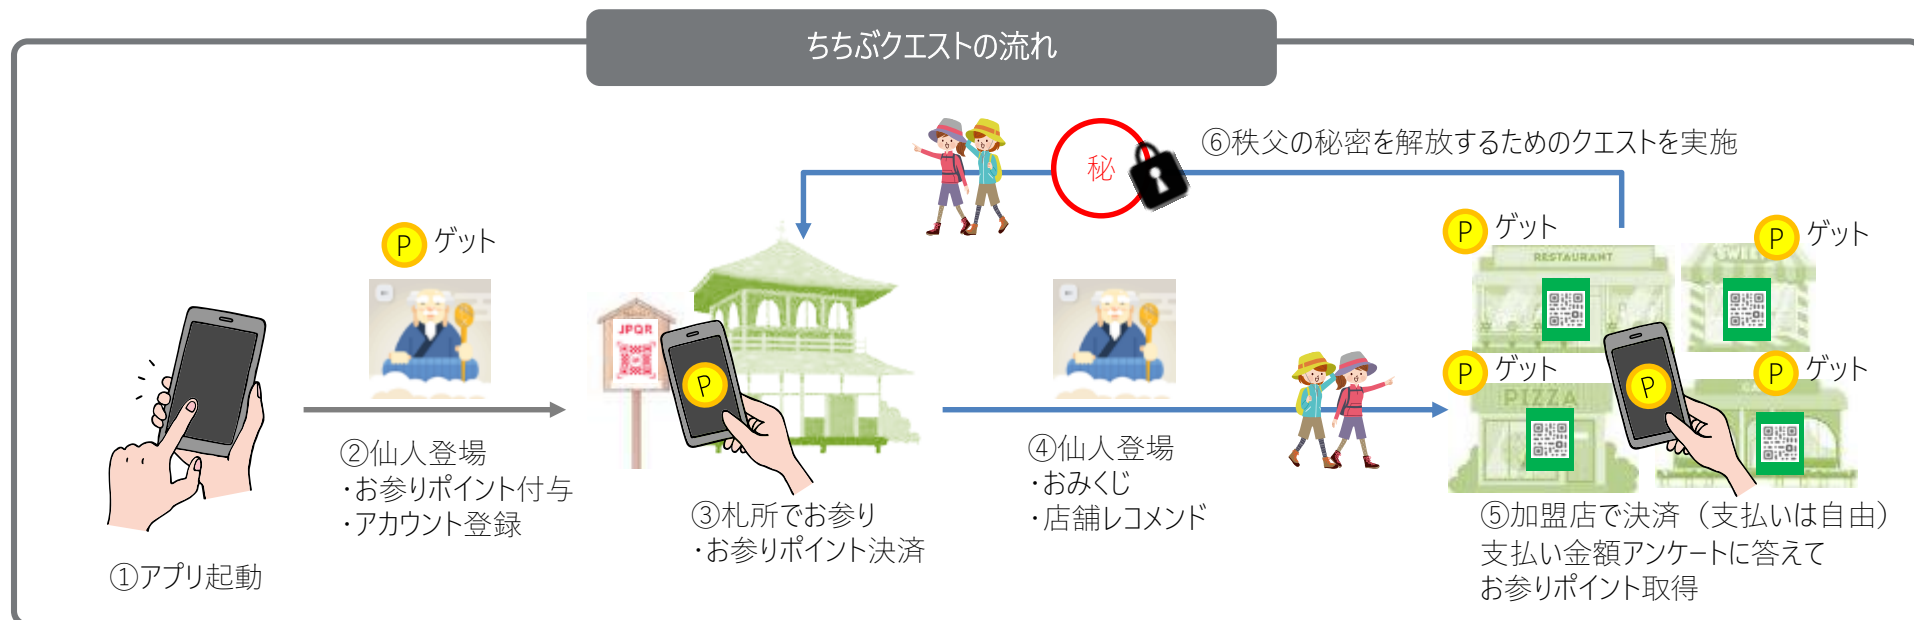 ちちぶクエストの流れ
⑥秩父の秘密を解放するためのクエストを実施
秘
P ゲット
P ゲット
P ゲット
RESTAURANT
SWEETS
JPQR
P
P ゲット
P ゲット
PIZZA
P
②仙人登場
・お参りポイント付与
・アカウント登録
④仙人登場
・おみくじ
・店舗レコメンド
③札所でお参り
・お参りポイント決済
⑤加盟店で決済（支払いは自由）
支払い金額アンケートに答えて
お参りポイント取得
①アプリ起動